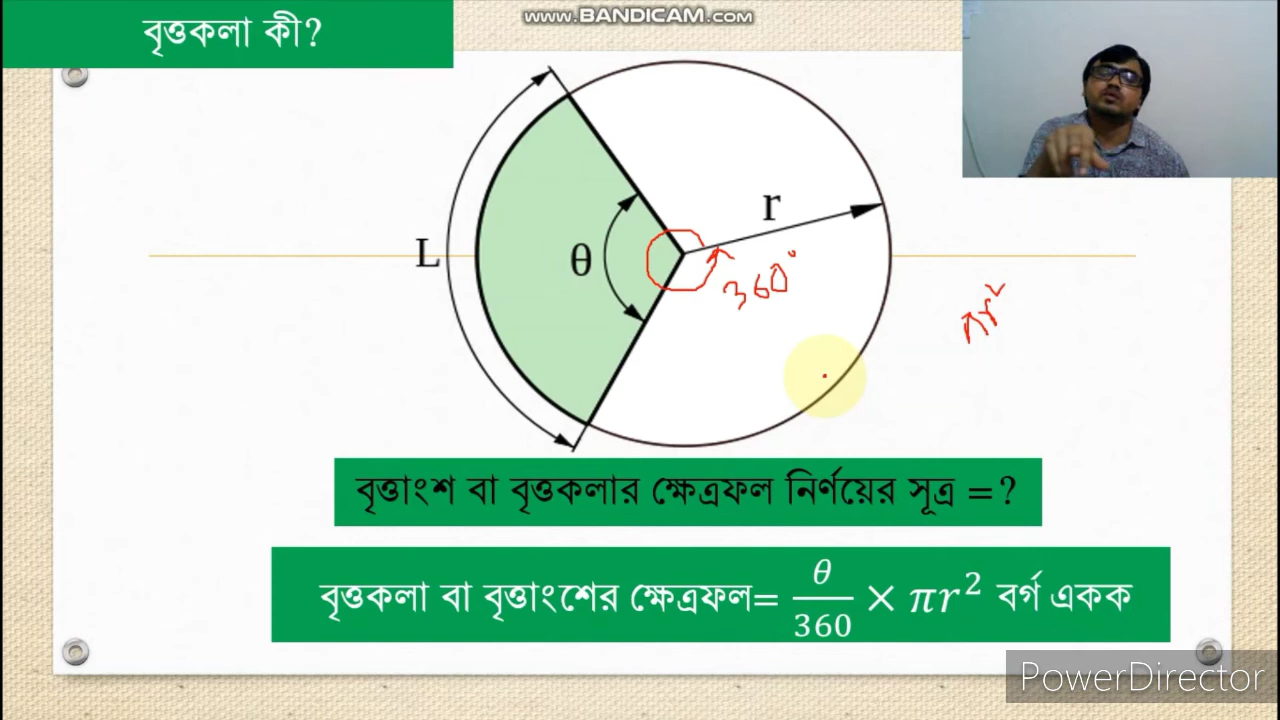 www.BANDICAM.com
বৃত্তকলা কী?
L
θ
r
360°
πr²
বৃত্তাংশ বা বৃত্তকলার ক্ষেত্রফল নির্ণয়ের সূত্র =?
বৃত্তকলা বা বৃত্তাংশের ক্ষেত্রফল= θ/360 × πr² বর্গ একক
PowerDirector